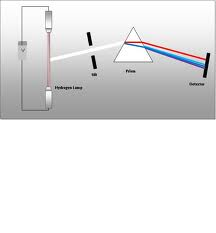 Slit
Prism
Hydrogen Lamp
Detector